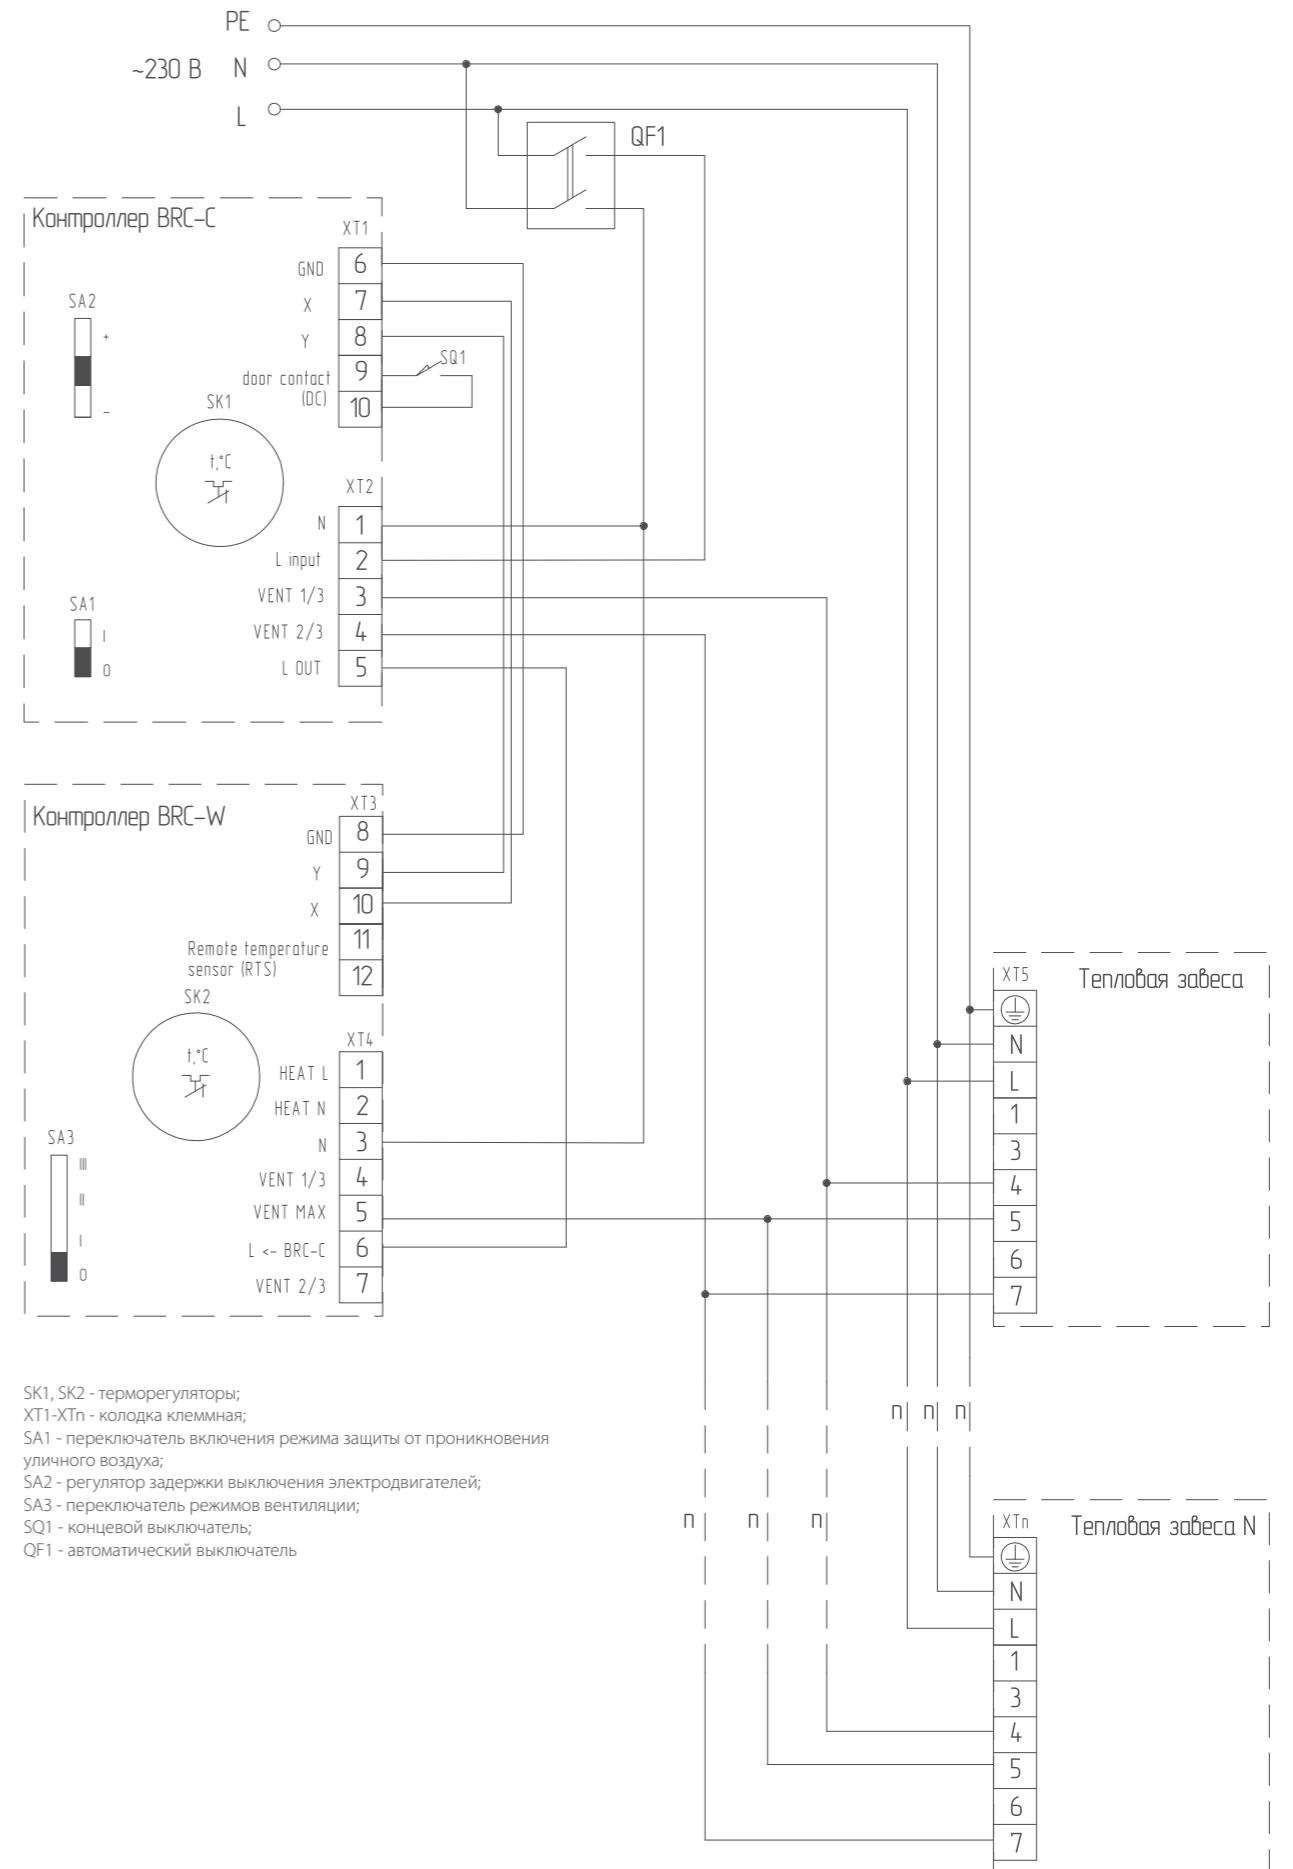 PE
~230 В N
L
QF1
Контроллер BRC-C
XT1
GND 6
X 7
Y 8
door contact
(DC)
9
10
SQ1
SA2
+
-
SK1
t,°C
XT2
N 1
L input 2
VENT 1/3 3
VENT 2/3 4
L OUT 5
SA1
I
0
Контроллер BRC-W
XT3
GND 8
Y 9
X 10
Remote temperature
sensor (RTS)
11
12
SK2
t,°C
XT4
HEAT L 1
HEAT N 2
N 3
VENT 1/3 4
VENT MAX 5
L <- BRC-C 6
VENT 2/3 7
SA3
III
II
I
0
XT5
Тепловая завеса
N
L
1
3
4
5
6
7
n n n
n n n
XTn
Тепловая завеса N
N
L
1
3
4
5
6
7
SK1, SK2 - терморегуляторы;
XT1-XTn - колодка клеммная;
SA1 - переключатель включения режима защиты от проникновения
уличного воздуха;
SA2 - регулятор задержки выключения электродвигателей;
SA3 - переключатель режимов вентиляции;
SQ1 - концевой выключатель;
QF1 - автоматический выключатель